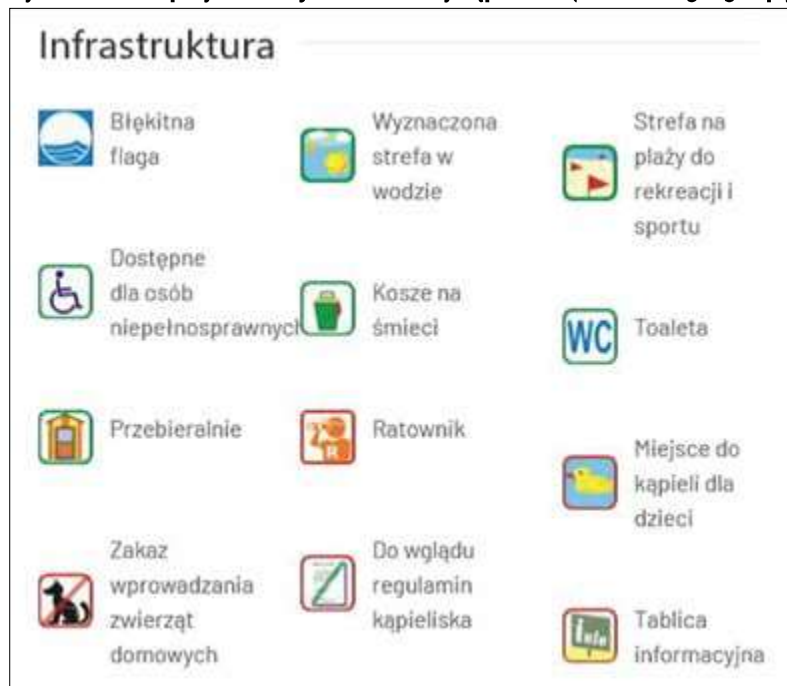 Infrastruktura
Błękitna
flaga
Wyznaczona
strefa w
wodzie
Strefa na
plaży do
rekreacji i
sportu
Dostępne
dla osób
niepełnosprawnych
Kosze na
śmieci
WC
Toaleta
Przebieralnie
R
Ratownik
Miejsce do
kąpieli dla
dzieci
Zakaz
wprowadzania
zwierząt
domowych
Do wglądu
regulamin
kąpieliska
Info
Tablica
informacyjna